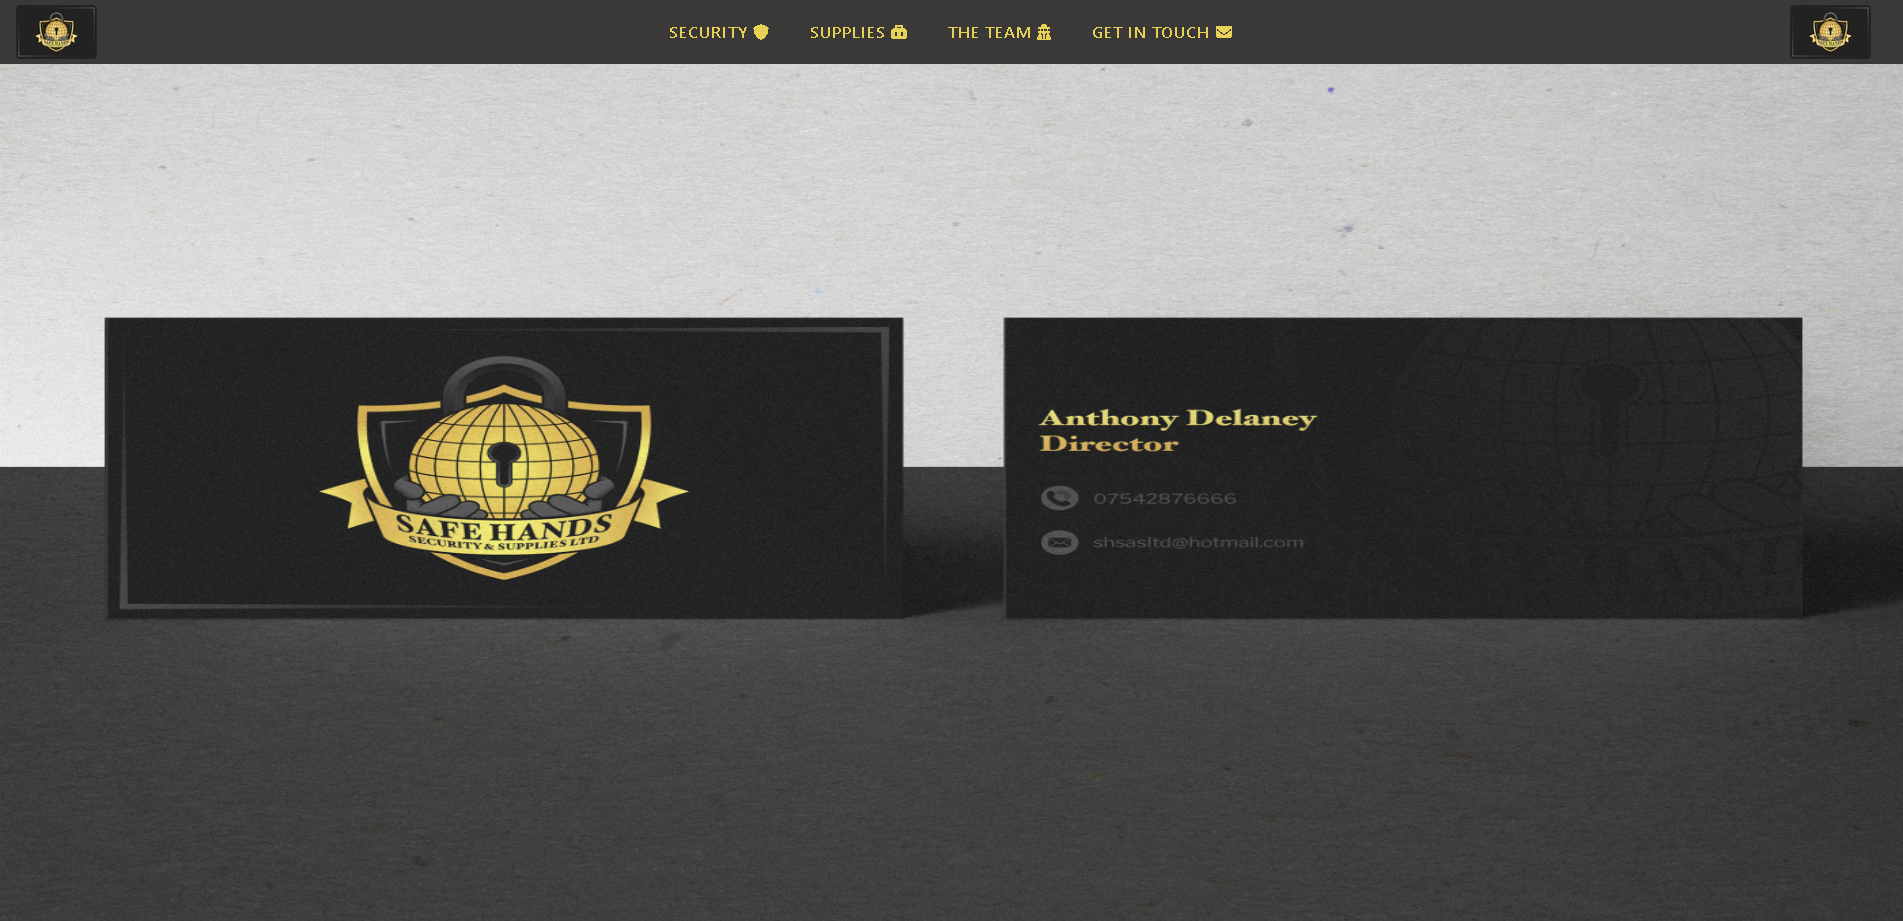 SECURITY
SUPPLIES
THE TEAM
GET IN TOUCH
SAFE HANDS
SECURITY & SUPPLIES LTD
Anthony Delaney
Director
07542876666
shsasltd@hotmail.com